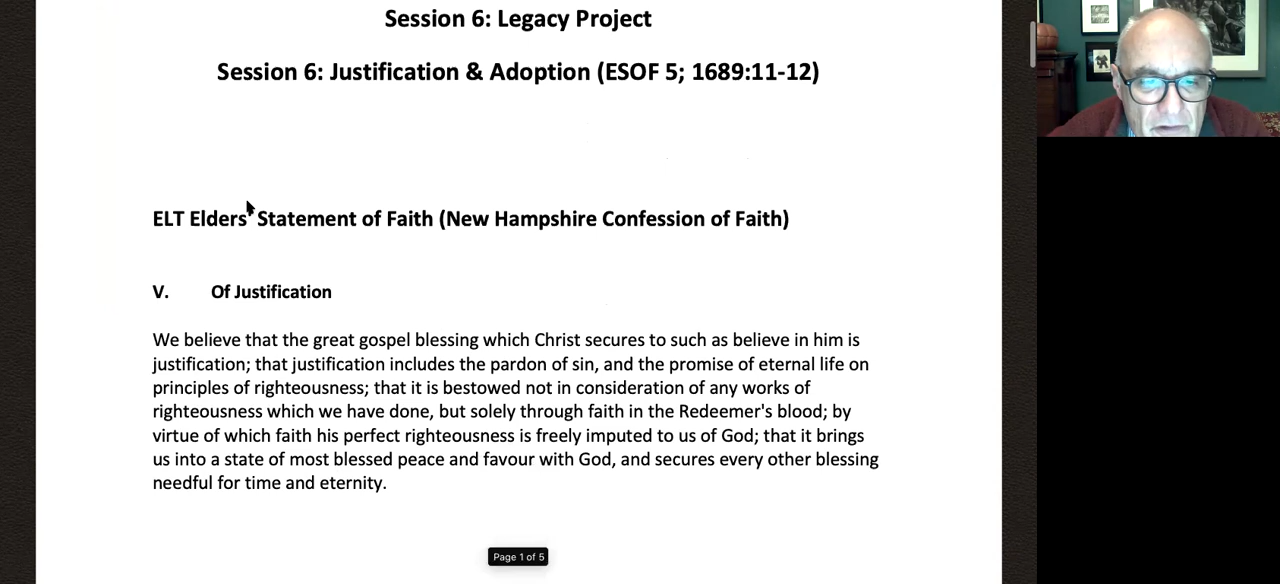 Session 6: Legacy Project
Session 6: Justification & Adoption (ESOF 5; 1689:11-12)
ELT Elders' Statement of Faith (New Hampshire Confession of Faith)
V. Of Justification
We believe that the great gospel blessing which Christ secures to such as believe in him is
justification; that justification includes the pardon of sin, and the promise of eternal life on
principles of righteousness; that it is bestowed not in consideration of any works of
righteousness which we have done, but solely through faith in the Redeemer's blood; by
virtue of which faith his perfect righteousness is freely imputed to us of God; that it brings
us into a state of most blessed peace and favour with God, and secures every other blessing
needful for time and eternity.
Page 1 of 5